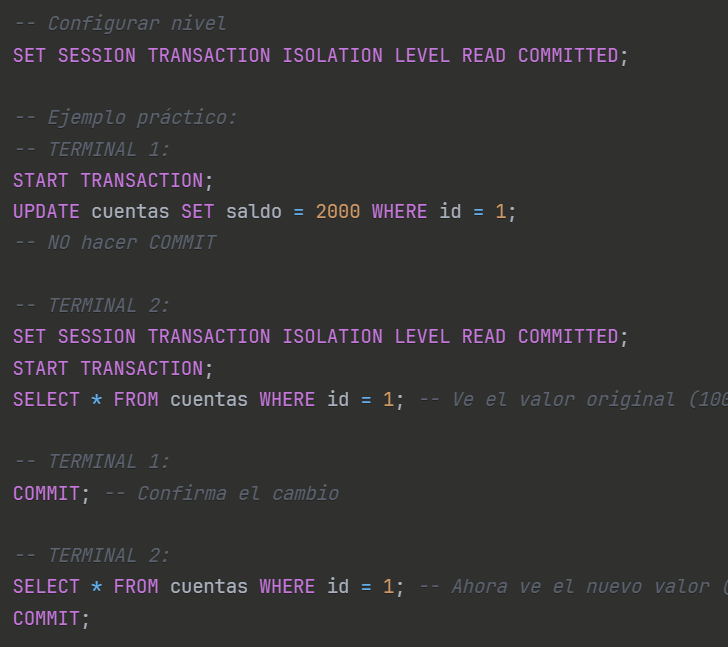 -- Configurar nivel
SET SESSION TRANSACTION ISOLATION LEVEL READ COMMITTED;
-- Ejemplo práctico:
-- TERMINAL 1:
START TRANSACTION;
UPDATE cuentas SET saldo = 2000 WHERE id = 1;
-- NO hacer COMMIT
-- TERMINAL 2:
SET SESSION TRANSACTION ISOLATION LEVEL READ COMMITTED;
START TRANSACTION;
SELECT * FROM cuentas WHERE id = 1; -- Ve el valor original (100
-- TERMINAL 1:
COMMIT; -- Confirma el cambio
-- TERMINAL 2:
SELECT * FROM cuentas WHERE id = 1; -- Ahora ve el nuevo valor (
COMMIT;